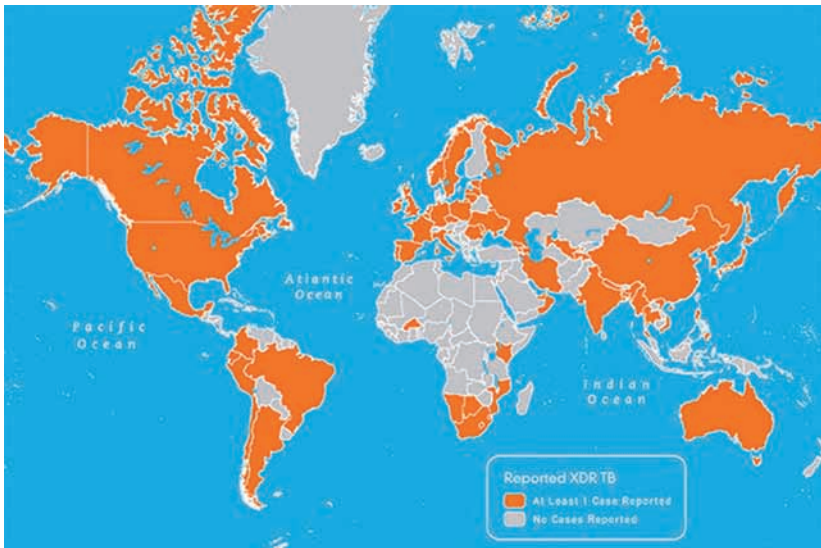 Atlantic
Ocean
Pacific
Ocean
Indian
Ocean
Reported XDR TB
At Least 1 Case Reported
No Cases Reported